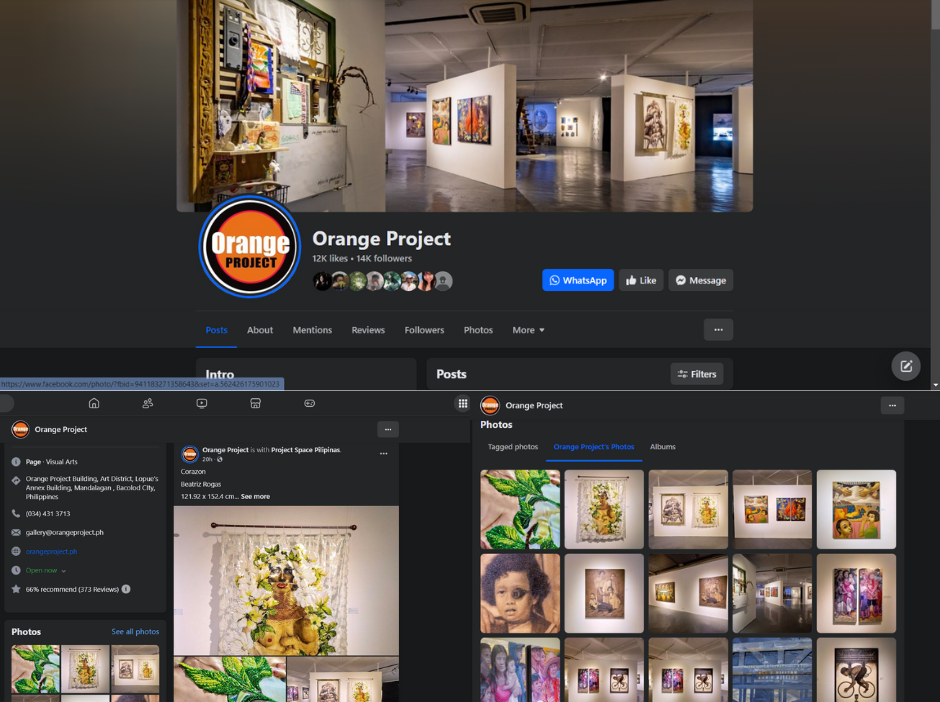 Orange
PROJECT
Orange Project
12K likes • 14K followers
WhatsApp
Like
Message
Posts
About
Mentions
Reviews
Followers
Photos
More
Intro
Posts
Filters
https://www.facebook.com/photo/?fbid=941183271358643&set=a.562426175901023
Orange Project
Page · Visual Arts
Orange Project Building, Art District, Lopue's
Annex Building, Mandalagan , Bacolod City,
Philippines
(034) 431 3713
gallery@orangeproject.ph
orangeproject.ph
Open now
66% recommend (373 Reviews)
Photos
See all photos
Orange Project is with Project Space Pilipinas.
20h ·
Corazon
Beatriz Rogas
121.92 x 152.4 cm... See more
Orange Project
Photos
Tagged photos
Orange Project's Photos
Albums